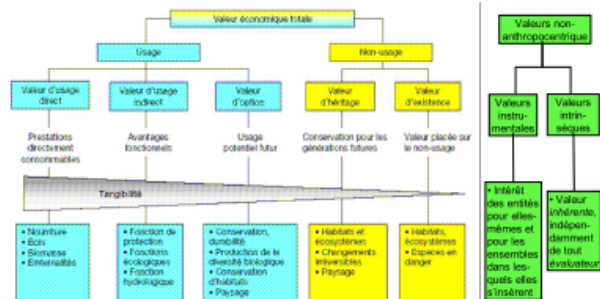 Valeur économique totale
Usage
Non-usage
Valeur d'usage
direct
Valeur d'usage
indirect
Valeur
d'option
Valeur
d'héritage
Valeur
d'existence
Prestations
directement
consommables
Avantages
fonctionnels
Usage
potentiel futur
Conservation pour les
générations futures
Valeur placée sur
le non-usage
Tangibilité
• Nourriture
• Bois
• Biomasse
• Fonction de
protection
• Fonctions
écologiques
• Fonction
hydrologique
• Conservation,
durabilité
• Production de la
diversité biologique
• Conservation
d'habitats
• Paysage
• Habitats et
écosystèmes
• Changements
irréversibles
• Paysage
• Habitats,
écosystèmes
• Espèces en
danger
Valeurs non-
anthropocentrique
Valeurs
instru-
mentales
Valeurs
intrin-
sèques
• Intérêt
des entités
pour elles-
mêmes et
pour les
ensembles
dans les-
quels elles
s'insèrent
• Valeur
inhérente,
indépen-
damment
de tout
évaluateur